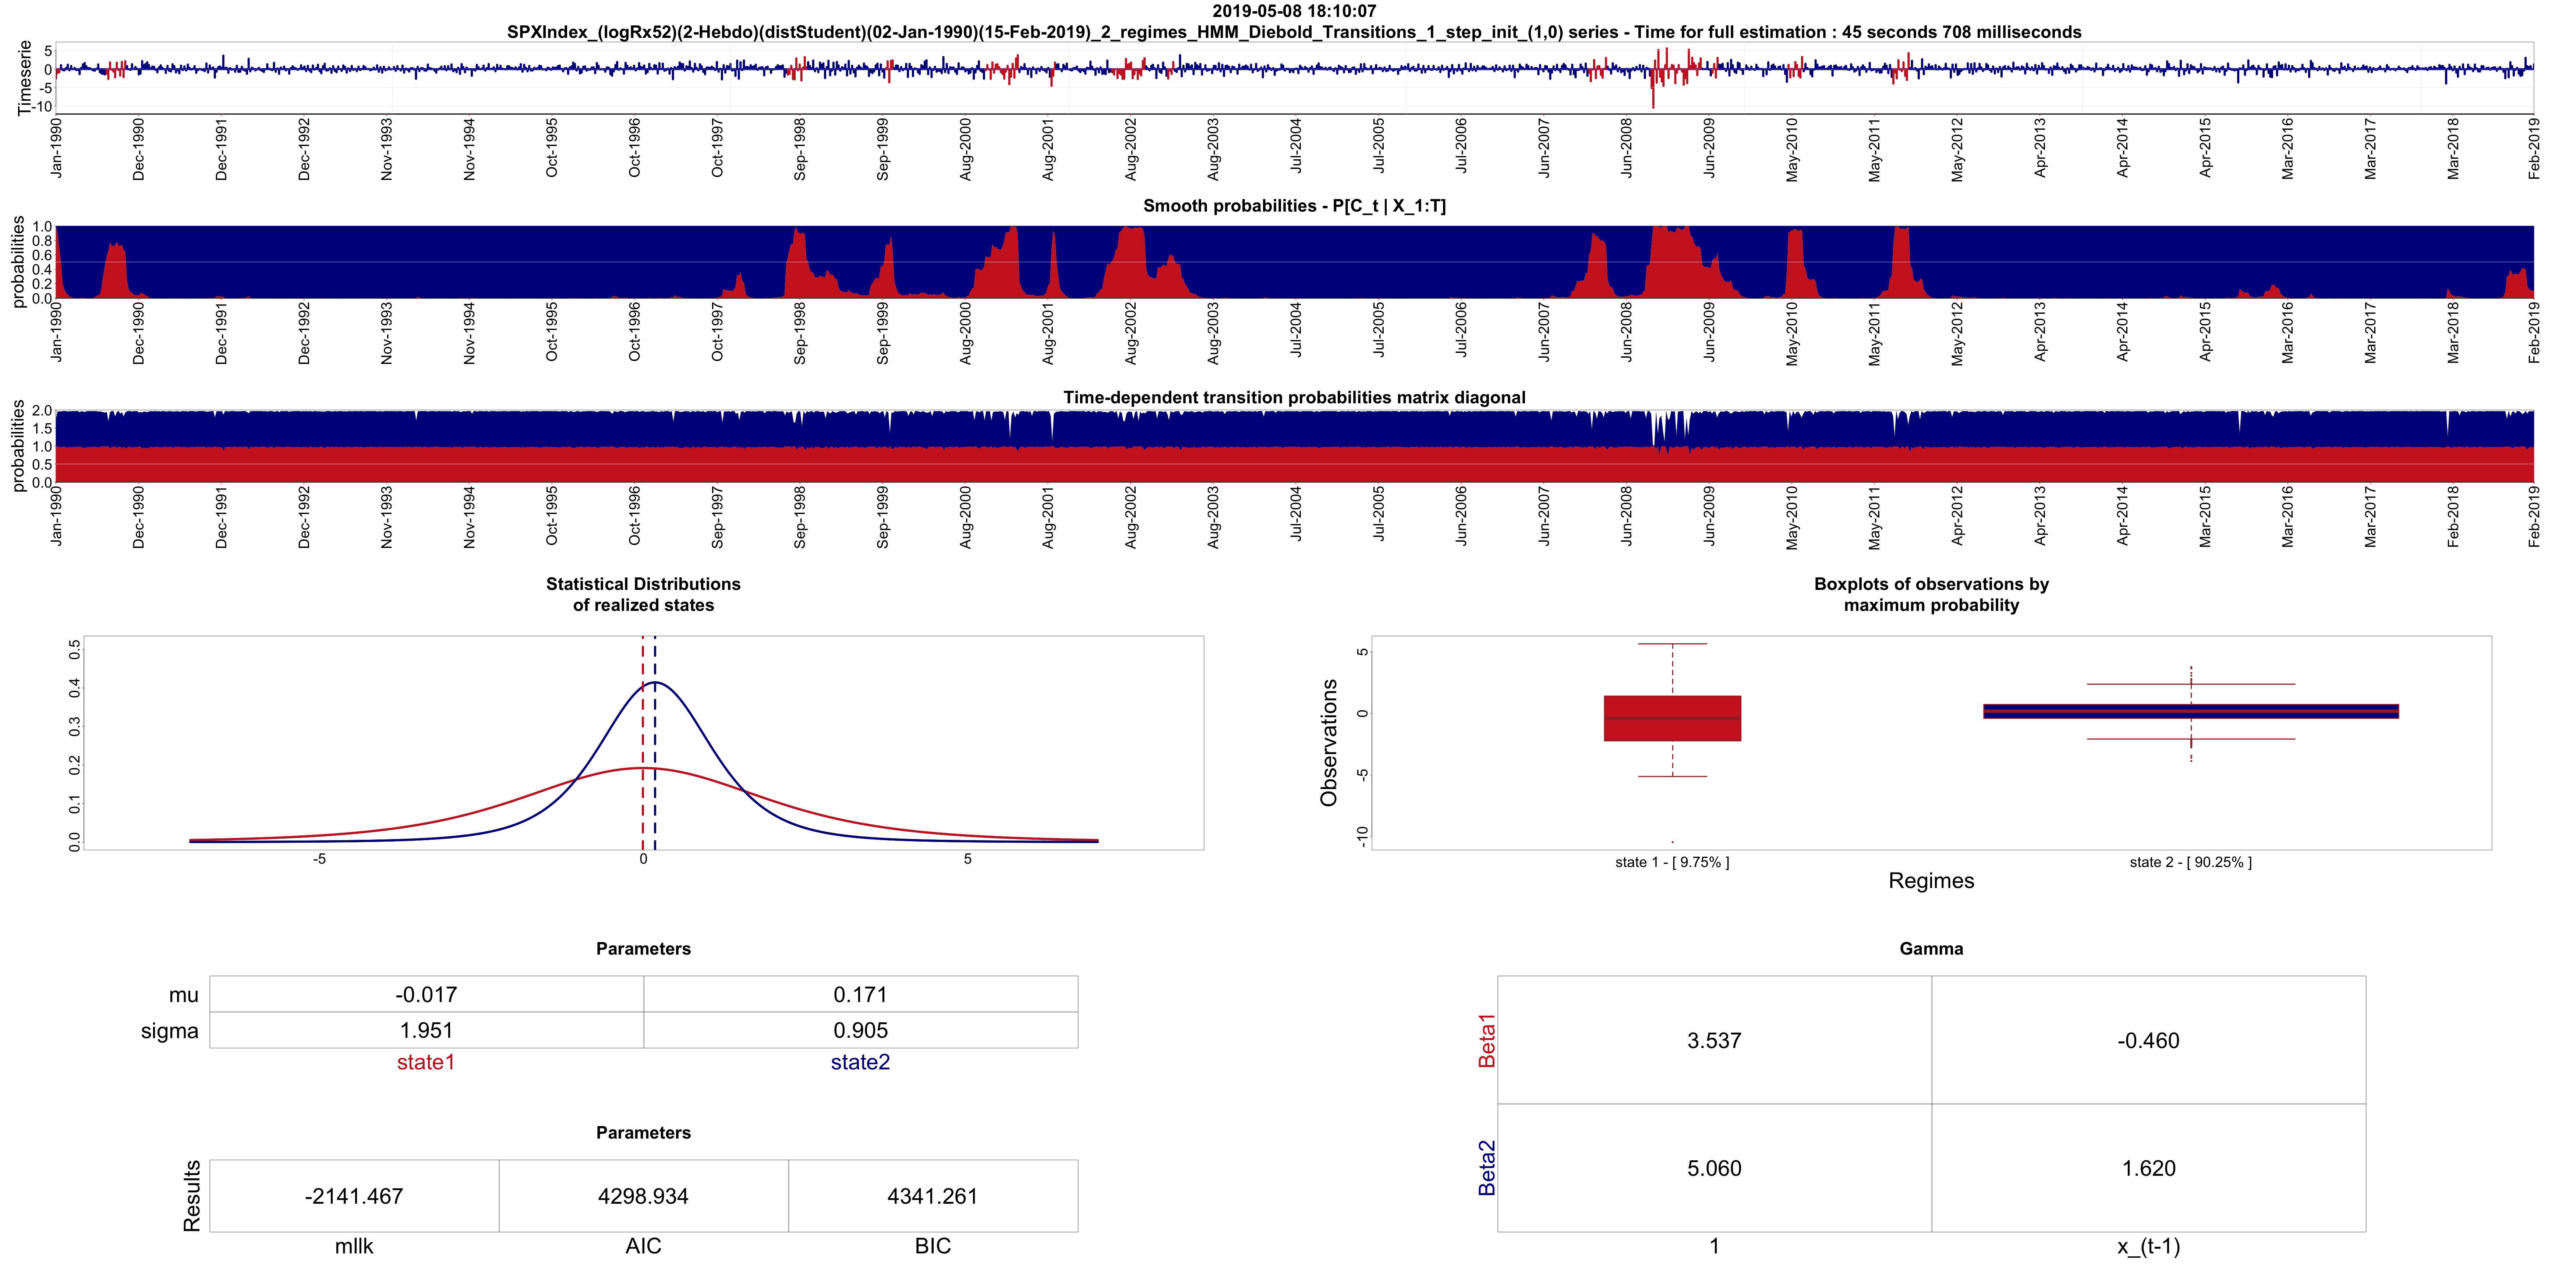 2019-05-08 18:10:07
SPXIndex_(logRx52)(2-Hebdo)(distStudent)(02-Jan-1990)(15-Feb-2019)_2_regimes_HMM_Diebold_Transitions_1_step_init_(1,0) series - Time for full estimation : 45 seconds 708 milliseconds
Timeserie
5
0
-5
-10
Jan-1990 Dec-1990 Dec-1991 Dec-1992 Nov-1993 Nov-1994 Oct-1995 Oct-1996 Oct-1997 Sep-1998 Sep-1999 Aug-2000 Aug-2001 Aug-2002 Aug-2003 Jul-2004 Jul-2005 Jul-2006 Jun-2007 Jun-2008 Jun-2009 May-2010 May-2011 May-2012 Apr-2013 Apr-2014 Apr-2015 Mar-2016 Mar-2017 Mar-2018 Feb-2019
Smooth probabilities - P[C_t | X_1:T]
probabilities
1.0
0.8
0.6
0.4
0.2
0.0
Jan-1990 Dec-1990 Dec-1991 Dec-1992 Nov-1993 Nov-1994 Oct-1995 Oct-1996 Oct-1997 Sep-1998 Sep-1999 Aug-2000 Aug-2001 Aug-2002 Aug-2003 Jul-2004 Jul-2005 Jul-2006 Jun-2007 Jun-2008 Jun-2009 May-2010 May-2011 May-2012 Apr-2013 Apr-2014 Apr-2015 Mar-2016 Mar-2017 Mar-2018 Feb-2019
Time-dependent transition probabilities matrix diagonal
probabilities
2.0
1.5
1.0
0.5
0.0
Jan-1990 Dec-1990 Dec-1991 Dec-1992 Nov-1993 Nov-1994 Oct-1995 Oct-1996 Sep-1997 Sep-1998 Sep-1999 Aug-2000 Aug-2001 Aug-2002 Aug-2003 Jul-2004 Jul-2005 Jun-2006 Jun-2007 Jun-2008 Jun-2009 May-2010 May-2011 Apr-2012 Apr-2013 Apr-2014 Mar-2015 Mar-2016 Mar-2017 Feb-2018 Feb-2019
Statistical Distributions
of realized states
0.5
0.4
0.3
0.2
0.1
0.0
-5 0 5
Boxplots of observations by
maximum probability
Observations
5
0
-5
-10
state 1 - [ 9.75% ] state 2 - [ 90.25% ]
Regimes
Parameters
mu -0.017 0.171
sigma 1.951 0.905
state1 state2
Gamma
Beta1 3.537 -0.460
Beta2 5.060 1.620
1 x_(t-1)
Parameters
Results -2141.467 4298.934 4341.261
mllk AIC BIC